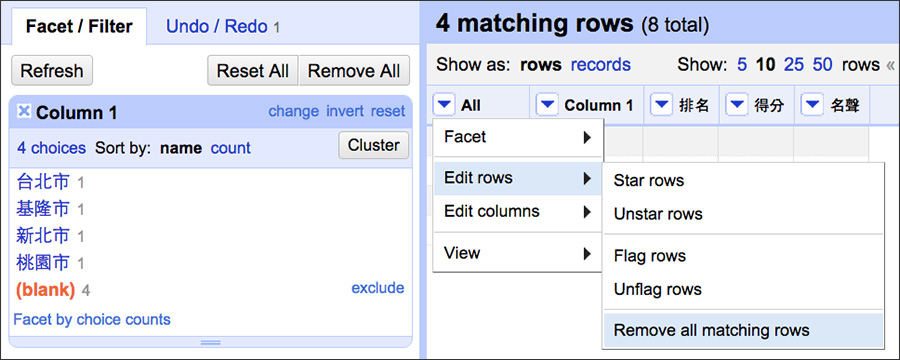 Facet / Filter Undo / Redo 1
Refresh Reset All Remove All
Column 1 change invert reset
4 choices Sort by: name count Cluster
台北市 1
基隆市 1
新北市 1
桃園市 1
(blank) 4 exclude
Facet by choice counts
4 matching rows (8 total)
Show as: rows records Show: 5 10 25 50 rows «
All Column 1 排名 得分 名聲
Facet
Edit rows
Edit columns
View
Star rows
Unstar rows
Flag rows
Unflag rows
Remove all matching rows